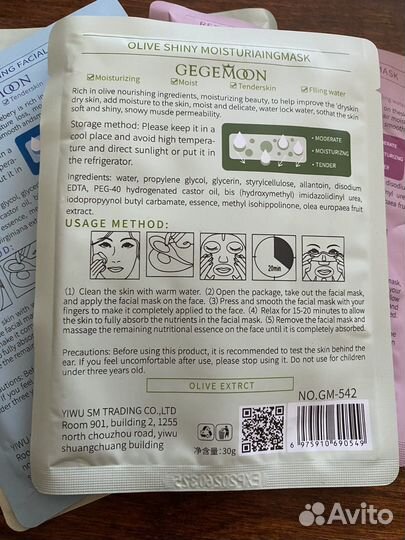 OLIVE SHINY MOISTURIAINGMASK
GEGEMOON
Moisturizing Moist Tenderskin Flling water
Rich in olive nourishing ingredients, moisturizing beauty, to help improve the 'dryskin
dry skin, add moisture to the skin, moist and delicate, water lock water, sothat the skin
soft and shiny, snowy muscle remodeling.
Storage method: Please keep it in a
cool place and avoid high tempera-
ture and direct sunlight or put it in
the refrigerator.
MODERATE
MOISTURIZNG
TENDER
Ingredients: water, propylene glycol, glycerin, styrylcellulose, allantoin, disodium
EDTA, PEG-40 hydrogenated castor oil, bis (hydroxymethyl) imidazolidinyl urea,
iodopropynol butyl carbamate, essence, methyl isohippolinone, olea europaea fruit
extract.
USAGE METHOD:
20min
(1) Clean the skin with warm water. (2) Open the package, take out the facial mask,
and apply the facial mask on the face. (3) Press and smooth the facial mask with your
fingers to make it completely applied to the face. (4) Relax for 15-20 minutes to allow
the skin to fully absorb the nutrients in the facial mask. (5) Remove the facial mask and
massage the remaining nutritional essence on the face until it is completely absorbed.
Precautions: Before using this product, it is recommended to test the skin behind the
ear. If you feel uncomfortable after use, please stop using it. Do not use for children
under three years old.
OLIVE EXTRCT
NO.GM-542
YIWU SM TRADING CO.,LTD
Room 901, building 2, 1255
north chouzhou road, yiwu
shuangchuang building
净含量:30g
6 975910 690549
EXP20260325
Avito